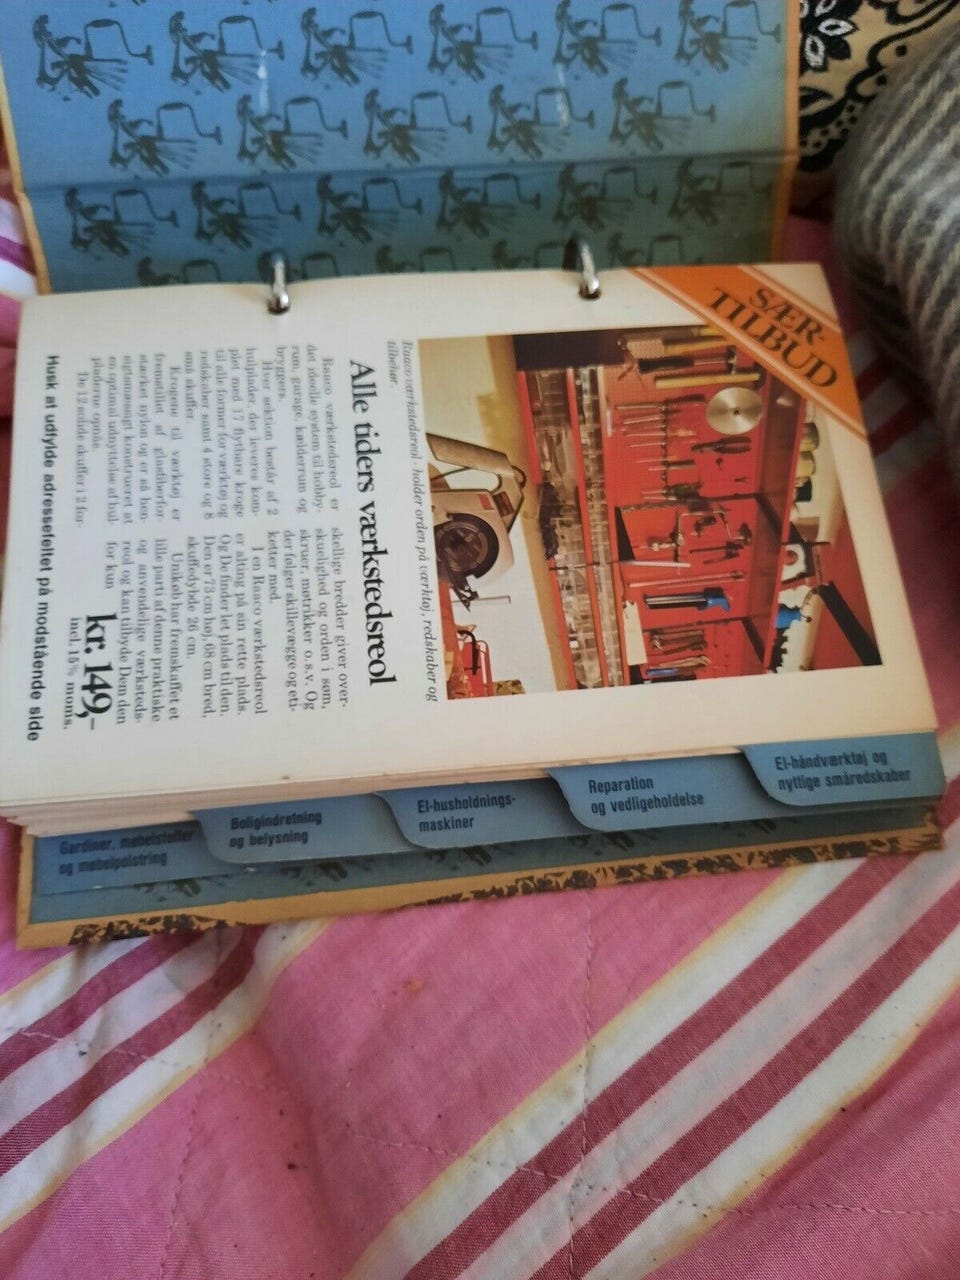 SÆR-
TILBUD
Raaco værkstedsreol - holder orden på værktøj, redskaber og
tilbehør.
Alle tiders værkstedsreol
Raaco værkstedsreol er
det ideelle system til hobby-
rum, garage, kælderrum og
bryggers.
Hver sektion består af 2
hulplader, der leveres kom-
plet med 17 flytbare kroge
til alle former for værktøj og
redskaber samt 4 store og 8
små skuffer.
Krogene til værktøj er
fremstillet af glasfiberfor-
stærket nylon og er så hen-
sigtsmæssigt konstrueret at
en optimal udnyttelse af hul-
pladerne opnås.
De 12 solide skuffer i 2 for-
skellige bredder giver over-
skuelighed og orden i søm,
skruer, møtrikker o.s.v. Og
der følger skillevægge og eti-
ketter med.
I en Raaco værkstedsreol
er alting på sin rette plads.
Og De finder let plads til den.
Den er 73 cm høj, 68 cm bred,
skuffedybde 26 cm.
Unikøb har fremskaffet et
lille parti af denne praktiske
og anvendelige værksteds-
reol og kan tilbyde Dem den
for kun
kr. 149,-
incl. 15% moms.
Husk at udfylde adressefeltet på modstående side
Gardiner, møbelstoffer
og møbelpolstring
Boligindretning
og belysning
El-husholdnings-
maskiner
Reparation
og vedligeholdelse
El-håndværktøj og
nyttige småredskaber